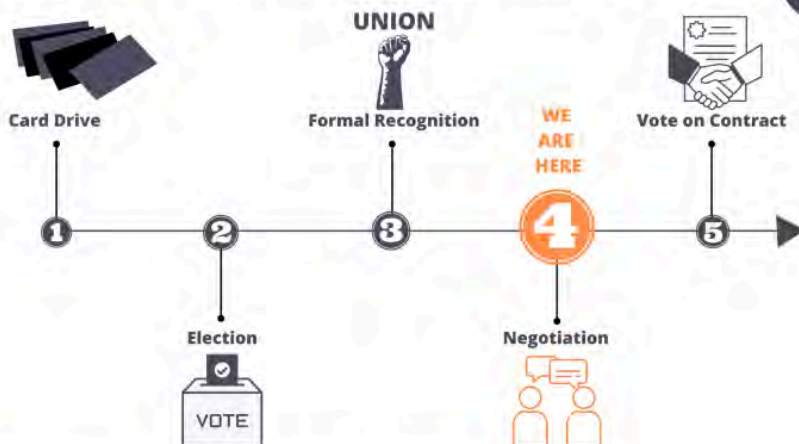 UNION
Card Drive
Formal Recognition
WE
ARE
HERE
Vote on Contract
1
2
3
4
5
Election
Negotiation
VOTE